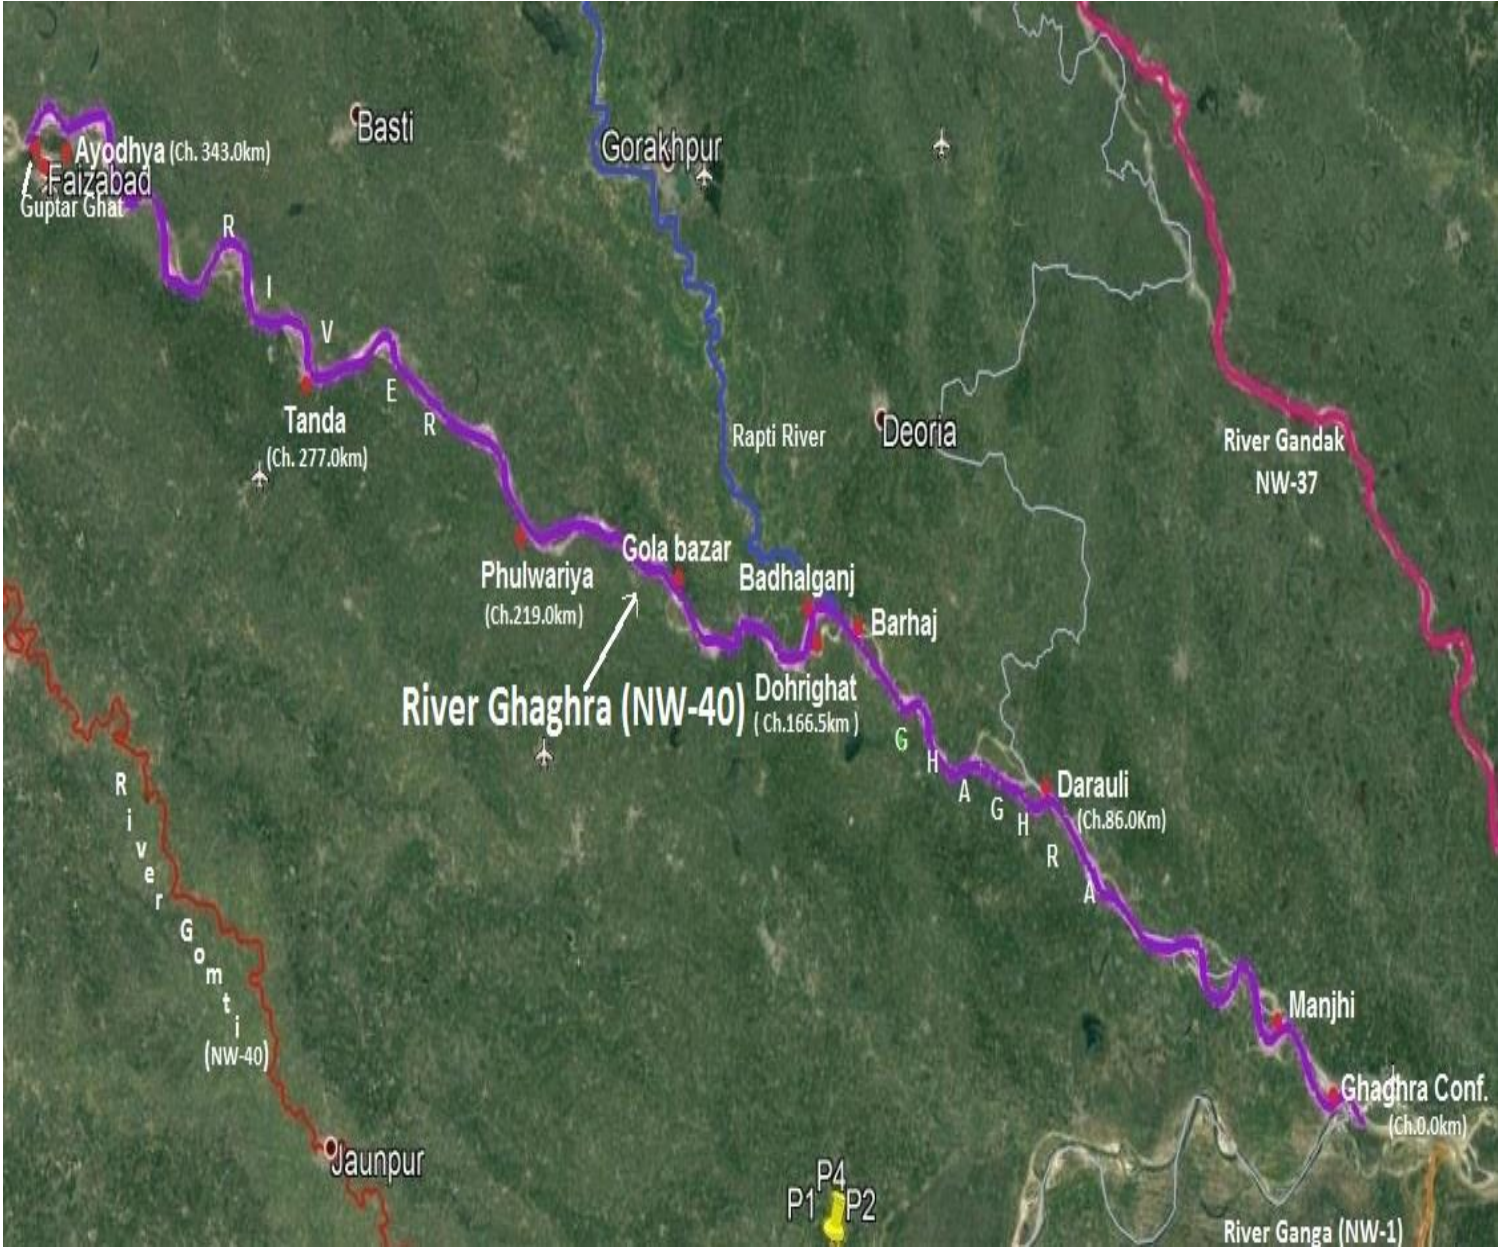 Basti
Gorakhpur
Ayodhya (Ch. 343.0km)
Faizabad
Guptar Ghat
R
I
V
E
R
Tanda
(Ch. 277.0km)
Rapti River
Deoria
River Gandak
NW-37
Gola bazar
Phulwariya
(Ch.219.0km)
Badhalganj
Barhaj
River Ghaghra (NW-40)
Dohrighat
( Ch.166.5km )
G
H
A
G
H
R
A
Darauli
(Ch.86.0Km)
River
Gomti
(NW-40)
Manjhi
Ghaghra Conf.
(Ch.0.0km)
Jaunpur
P4
P1 P2
River Ganga (NW-1)